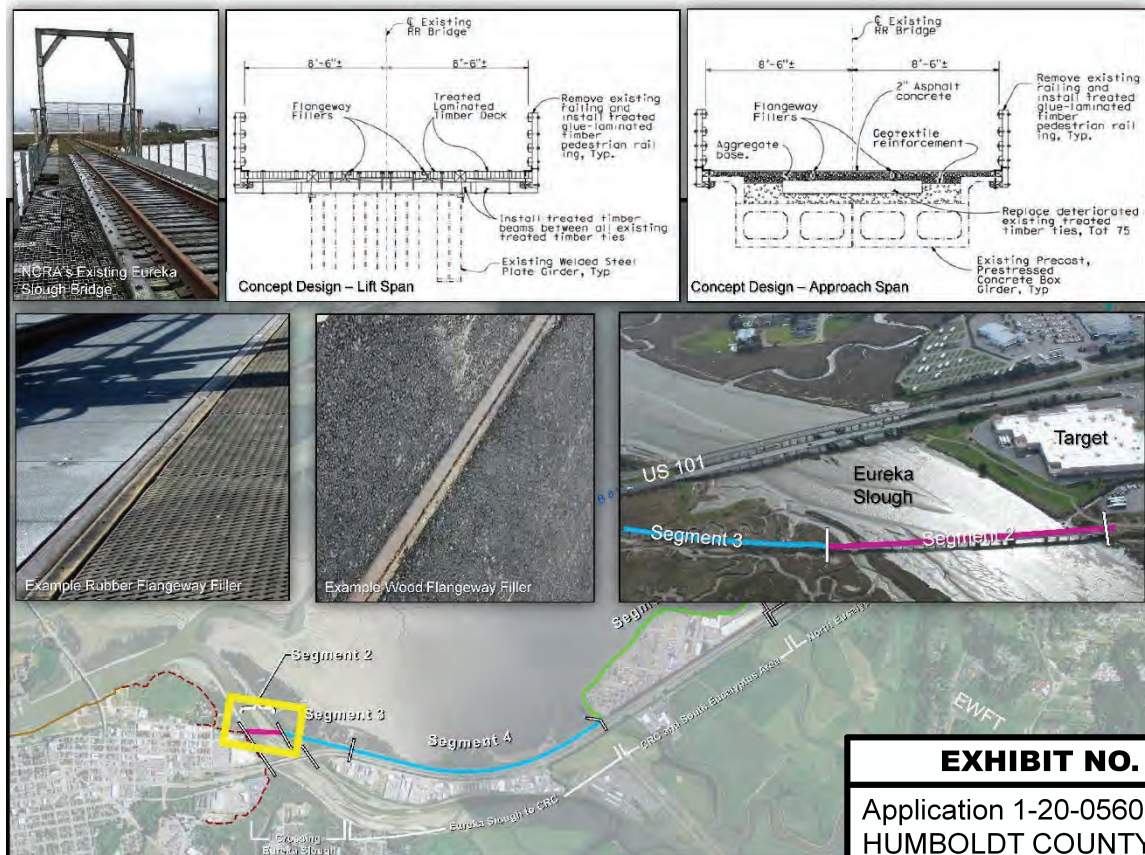 NCRA's Existing Eureka
Slough Bridge
℄ Existing
RR Bridge
8'-6"±
8'-6"±
Flangeway
Fillers
Treated
Laminated
Timber Deck
Remove existing
railing and
install treated
glue-laminated
timber
pedestrian rail
ing, Typ.
Install treated timber
beams between all existing
treated timber ties
Existing Welded Steel
Plate Girder, Typ
Concept Design – Lift Span
℄ Existing
RR Bridge
8'-6"±
8'-6"±
Flangeway
Fillers
2" Asphalt
concrete
Geotextile
reinforcement
Aggregate
base.
Remove existing
railing and
install treated
glue-laminated
timber
pedestrian rail
ing, Typ.
Replace deteriorated
existing treated
timber ties, Tot 75
Existing Precast,
Prestressed
Concrete Box
Girder, Typ
Concept Design – Approach Span
Example Rubber Flangeway Filler
Example Wood Flangeway Filler
US 101
Target
Eureka
Slough
Segment 3
Segment 2
Segment 2
Segment 3
Segment 4
CRC and South Eucalyptus Area
North Eucalyp
Eureka Slough to CRC
Crossing
Eureka Slough
EWFT
EXHIBIT NO.
Application 1-20-0560
HUMBOLDT COUNTY